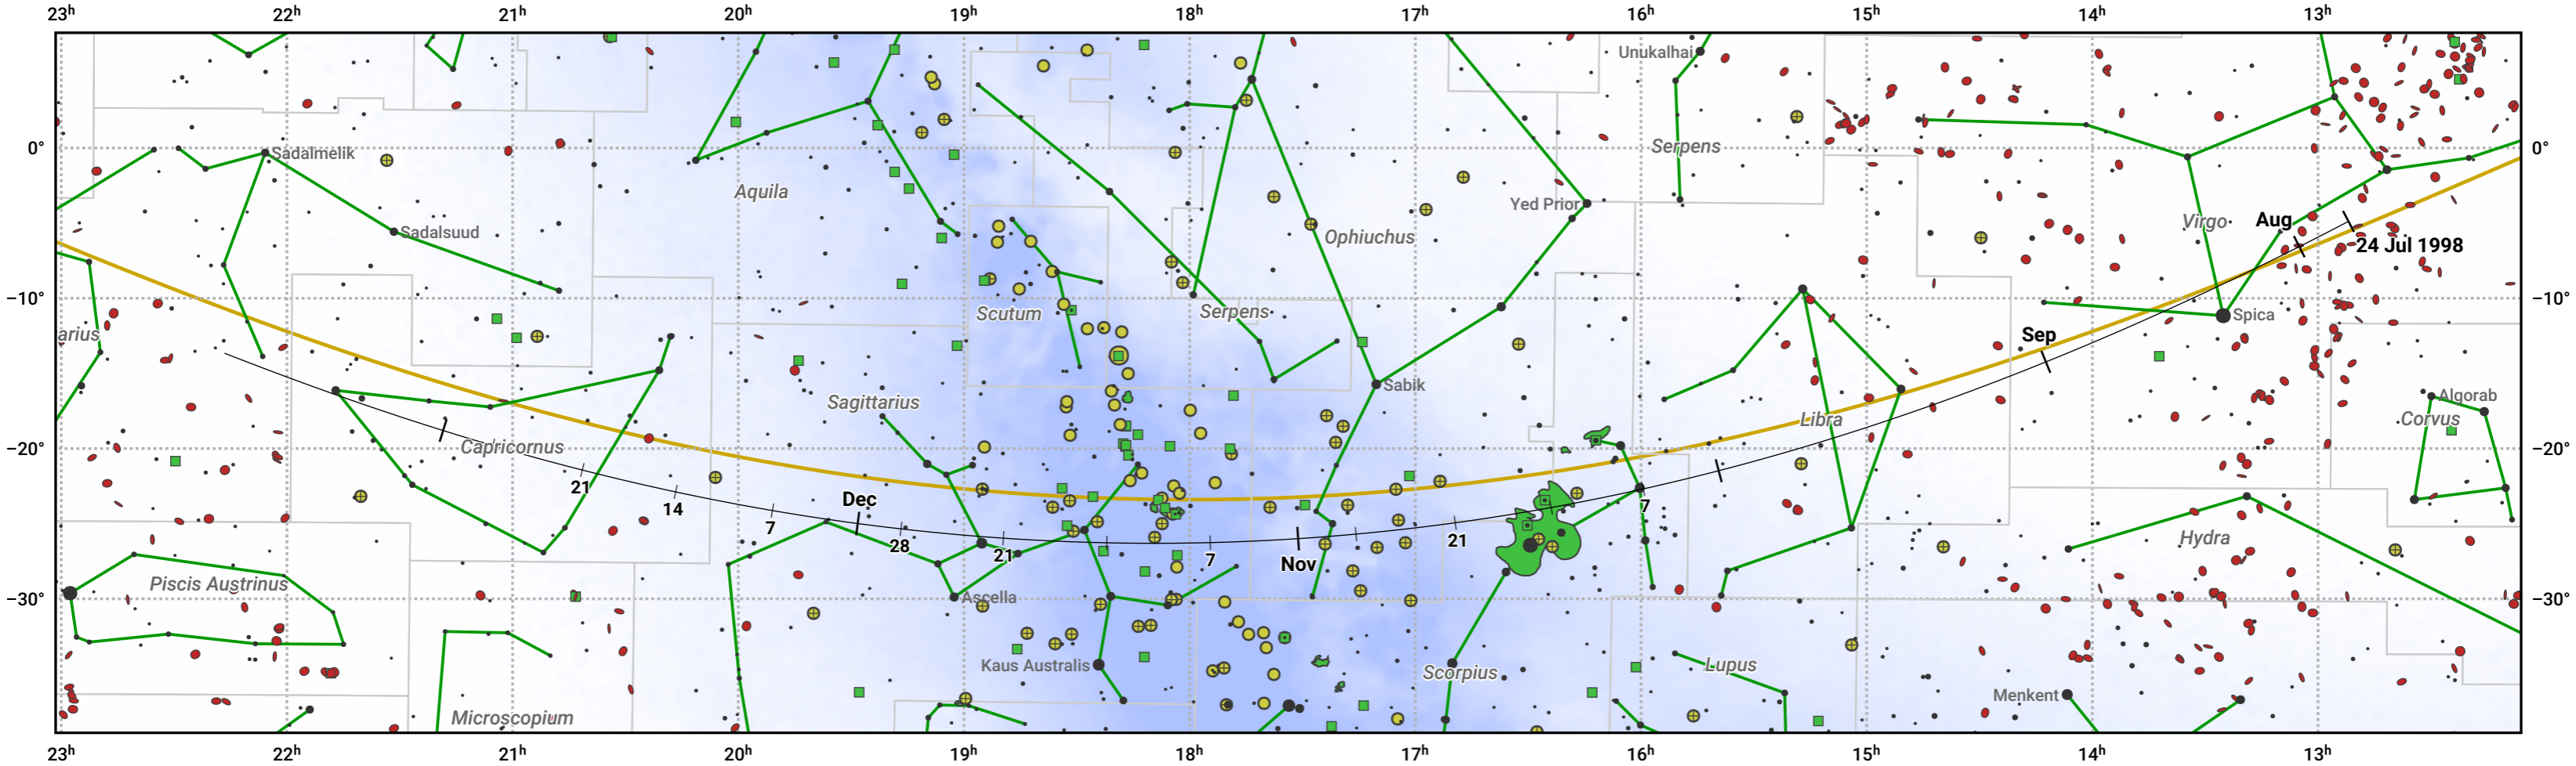 23ʰ 22ʰ 21ʰ 20ʰ 19ʰ 18ʰ 17ʰ 16ʰ 15ʰ 14ʰ 13ʰ
Unukalhai
0° Sadalmelik Serpens 0°
Aquila
Yed Prior
Sadalsuud Ophiuchus Virgo Aug
24 Jul 1998
−10° −10°
arius Scutum Serpens Spica
Sep
Sabik Algorab
Sagittarius Libra Corvus
−20° Capricornus −20°
21 14 7 Dec 28 21 7 Nov 21 7
Hydra
Piscis Austrinus
−30° Ascella −30°
Kaus Australis Scorpius Lupus
Microscopium Menkent
23ʰ 22ʰ 21ʰ 20ʰ 19ʰ 18ʰ 17ʰ 16ʰ 15ʰ 14ʰ 13ʰ